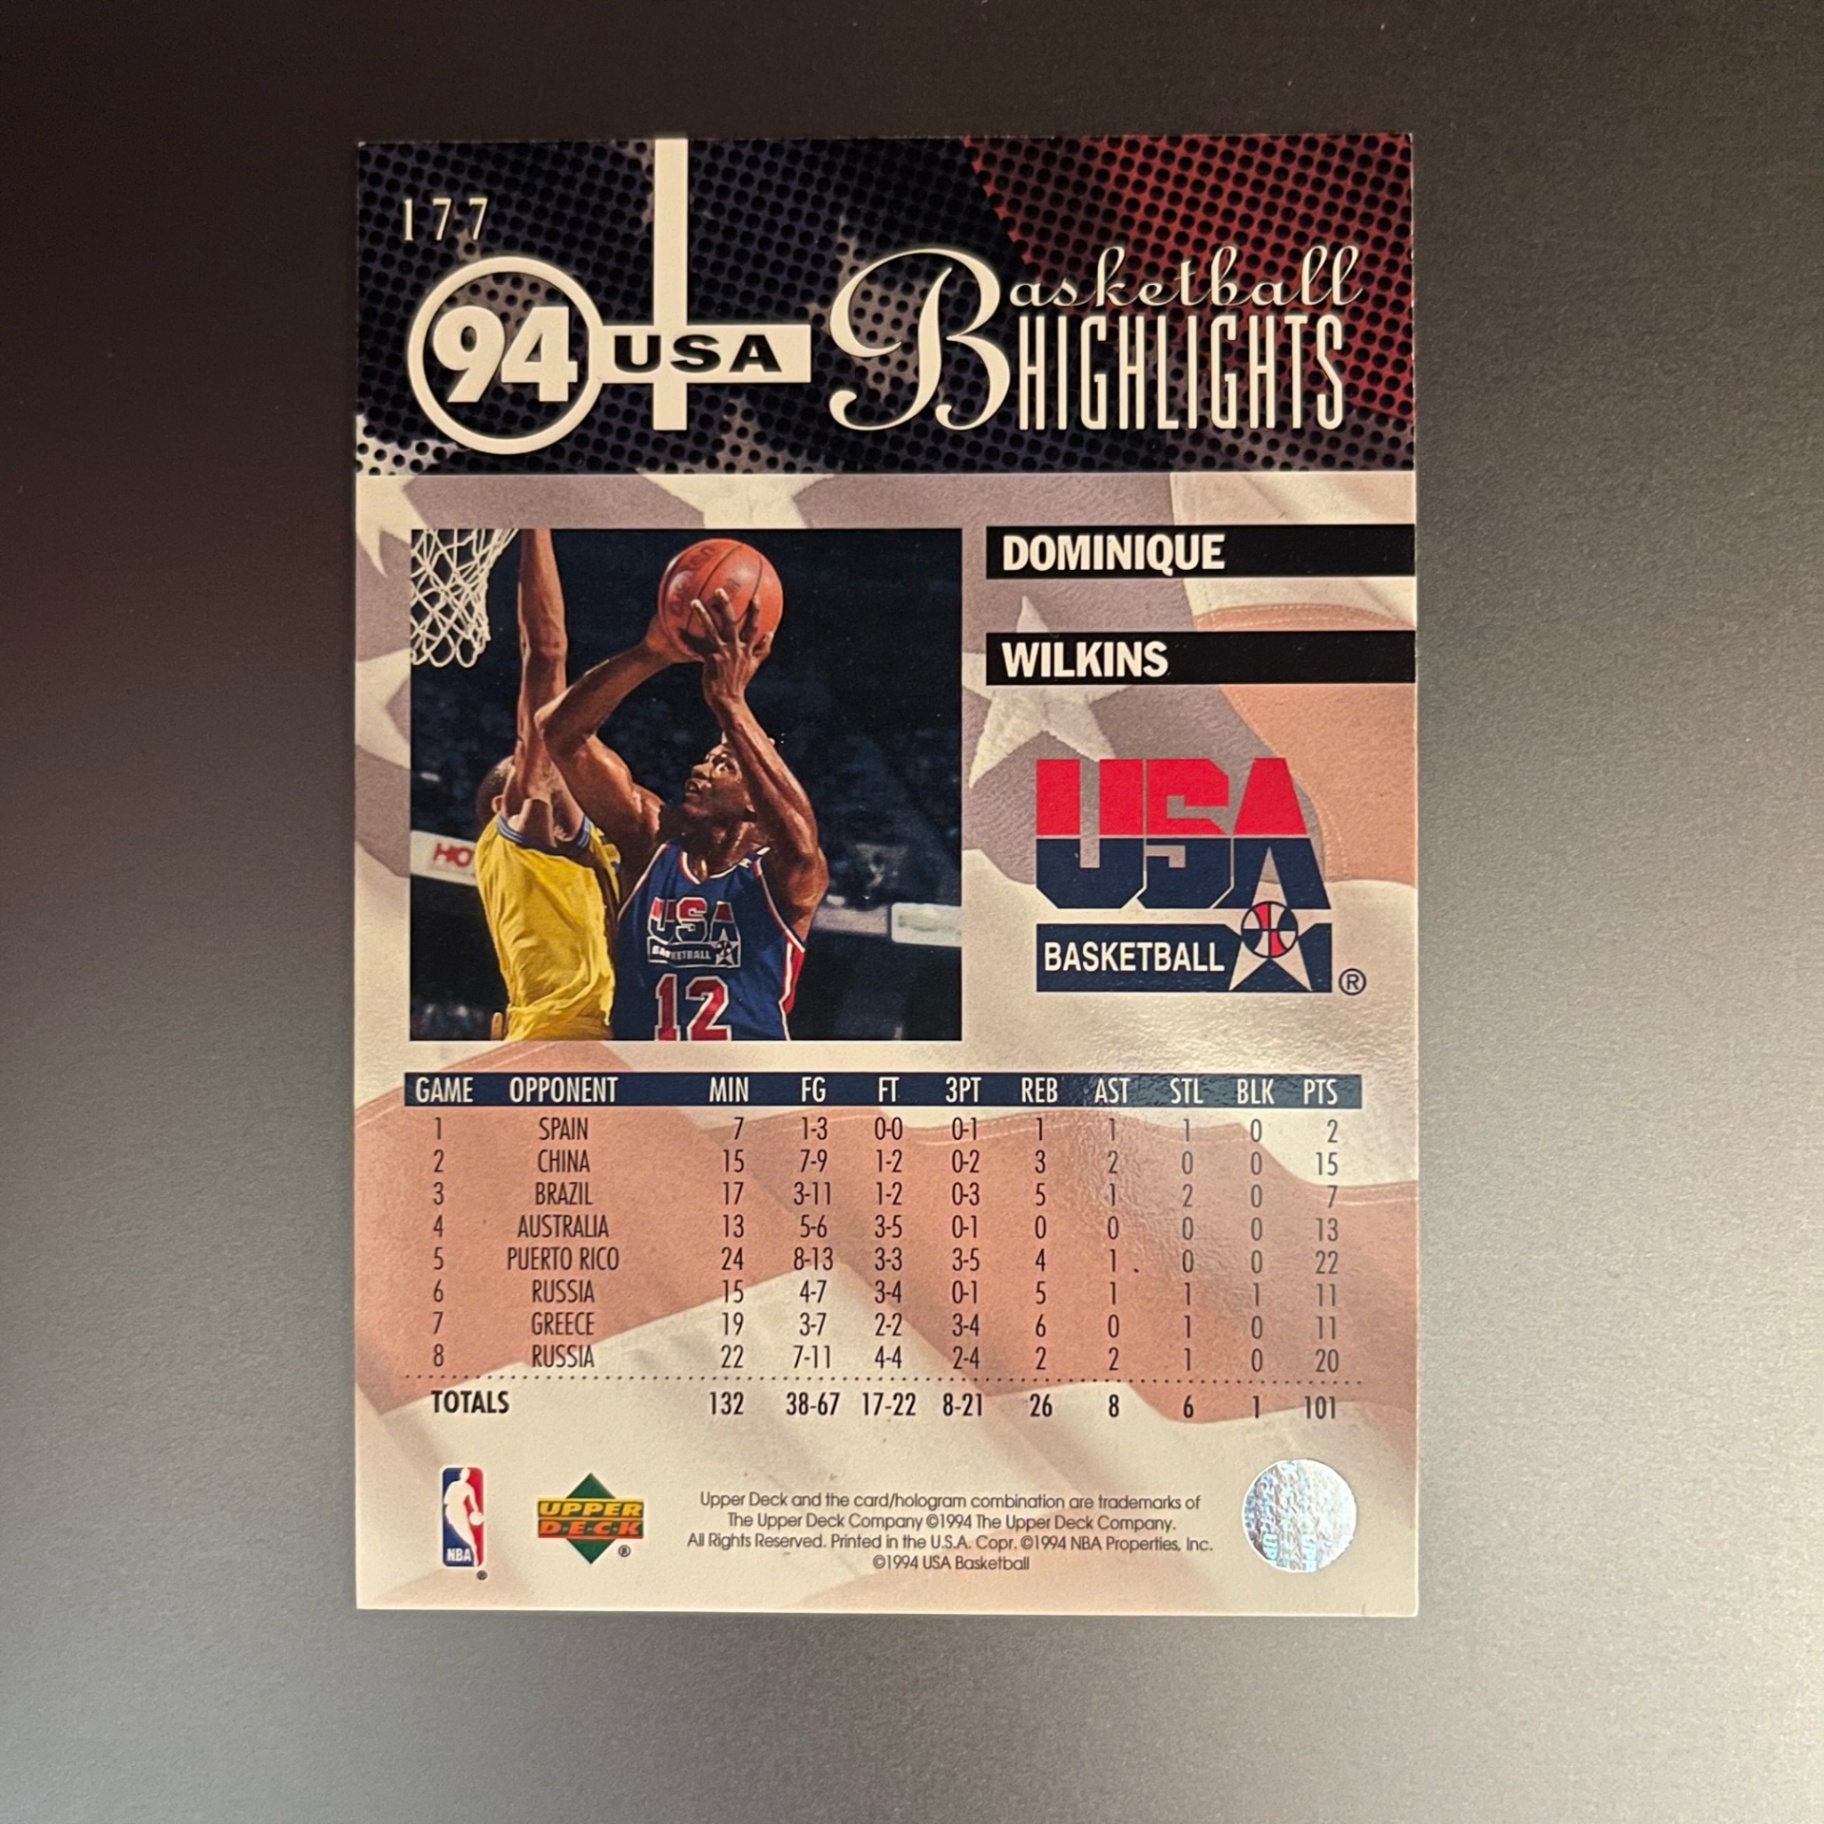 177
94 USA
Basketball
HIGHLIGHTS
DOMINIQUE
WILKINS
HO
USA
BASKETBALL
12
USA
BASKETBALL ®
GAME OPPONENT MIN FG FT 3PT REB AST STL BLK PTS
1 SPAIN 7 1-3 0-0 0-1 1 1 1 0 2
2 CHINA 15 7-9 1-2 0-2 3 2 0 0 15
3 BRAZIL 17 3-11 1-2 0-3 5 1 2 0 7
4 AUSTRALIA 13 5-6 3-5 0-1 0 0 0 0 13
5 PUERTO RICO 24 8-13 3-3 3-5 4 1 0 0 22
6 RUSSIA 15 4-7 3-4 0-1 5 1 1 1 11
7 GREECE 19 3-7 2-2 3-4 6 0 1 0 11
8 RUSSIA 22 7-11 4-4 2-4 2 2 1 0 20
TOTALS 132 38-67 17-22 8-21 26 8 6 1 101
NBA ®
UPPER
DECK ®
Upper Deck and the card/hologram combination are trademarks of
The Upper Deck Company ©1994 The Upper Deck Company.
All Rights Reserved. Printed in the U.S.A. Copr. ©1994 NBA Properties, Inc.
©1994 USA Basketball